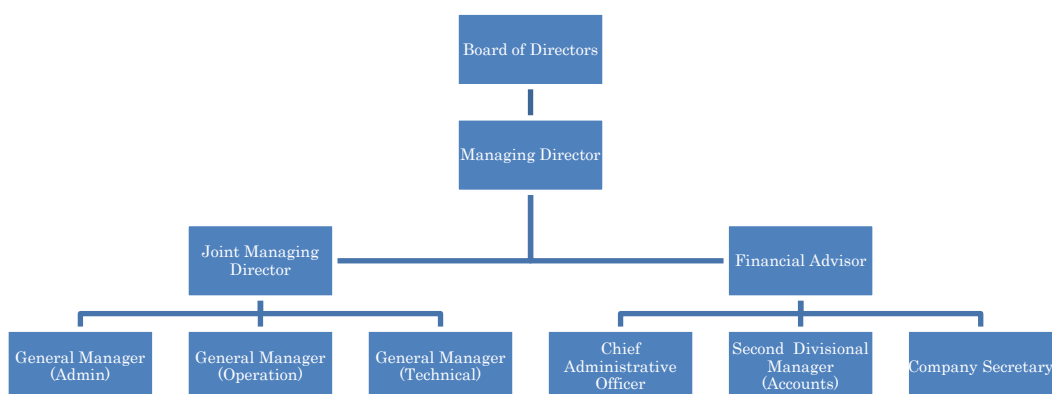 Board of Directors
Managing Director
Joint Managing
Director
Financial Advisor
General Manager
(Admin)
General Manager
(Operation)
General Manager
(Technical)
Chief
Administrative
Officer
Second Divisional
Manager
(Accounts)
Company Secretary